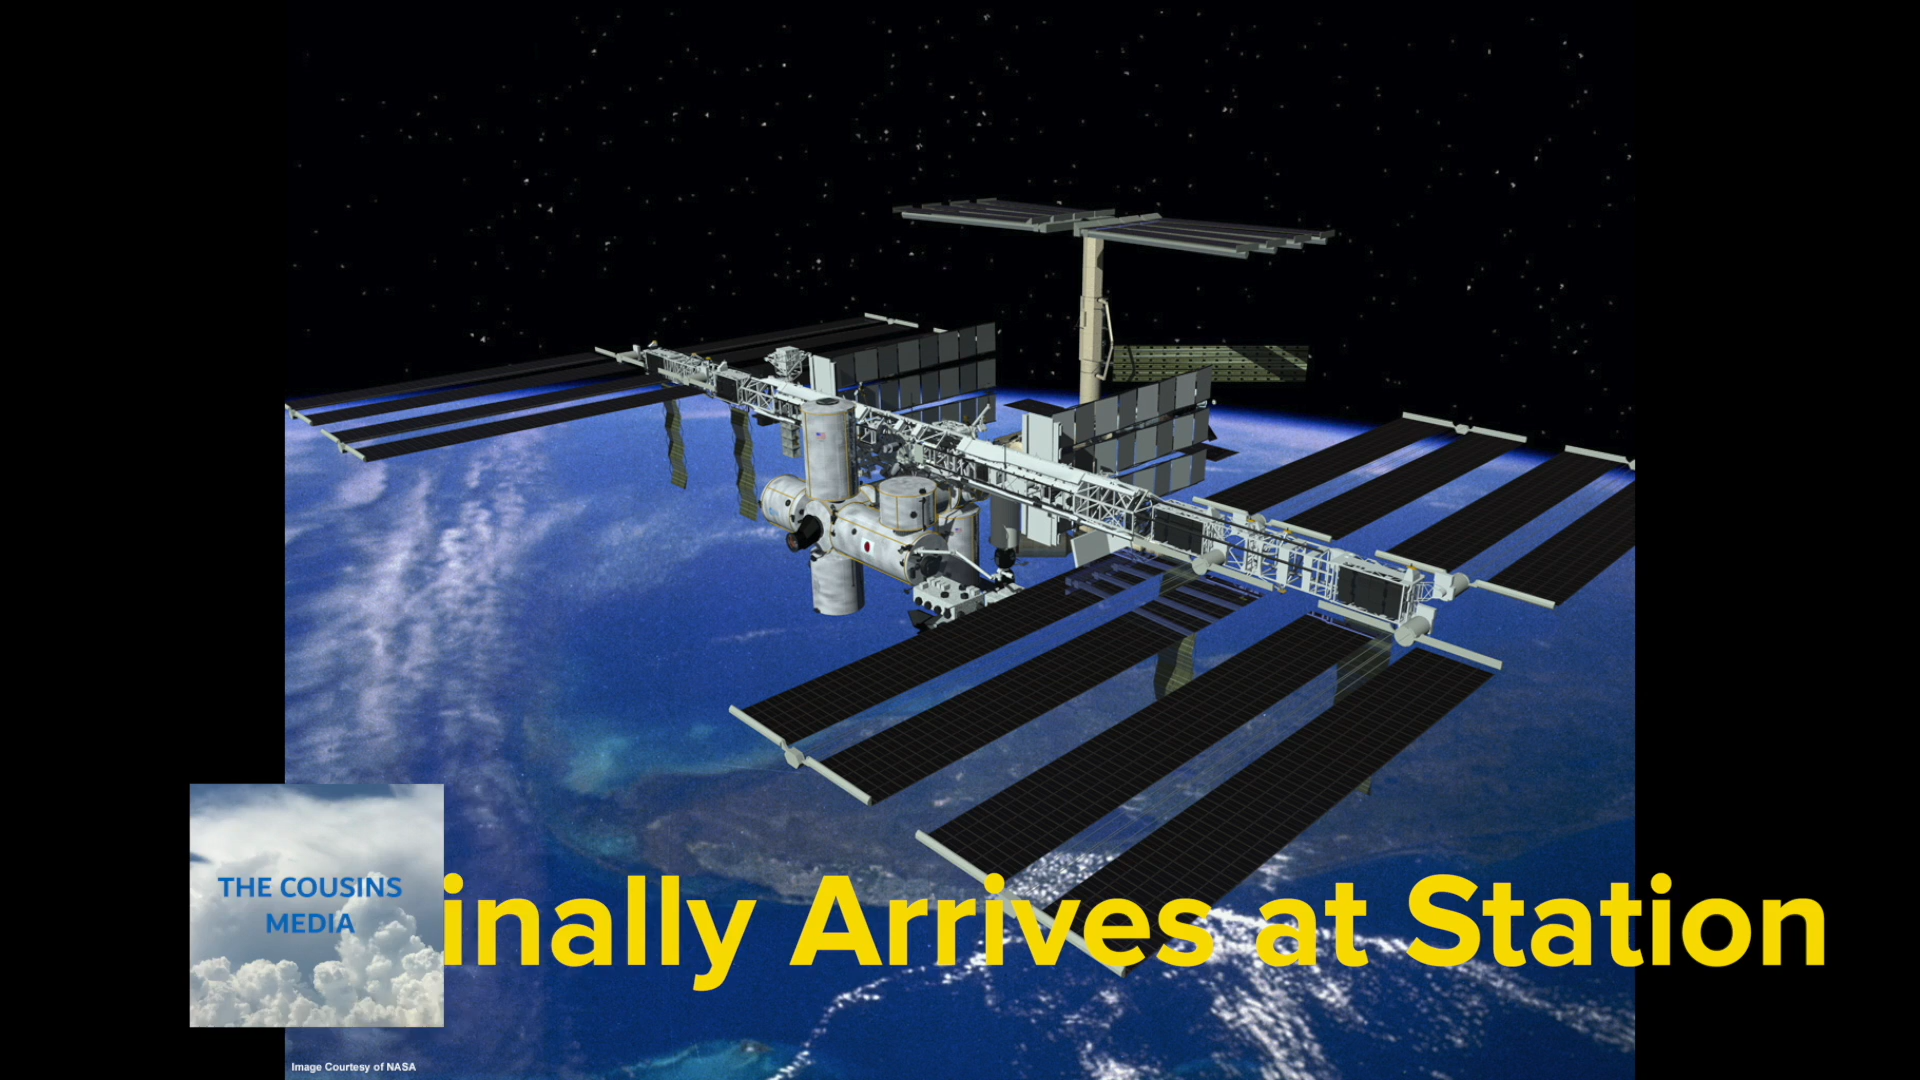 THE COUSINS
MEDIA
inally Arrives at Station
Image Courtesy of NASA